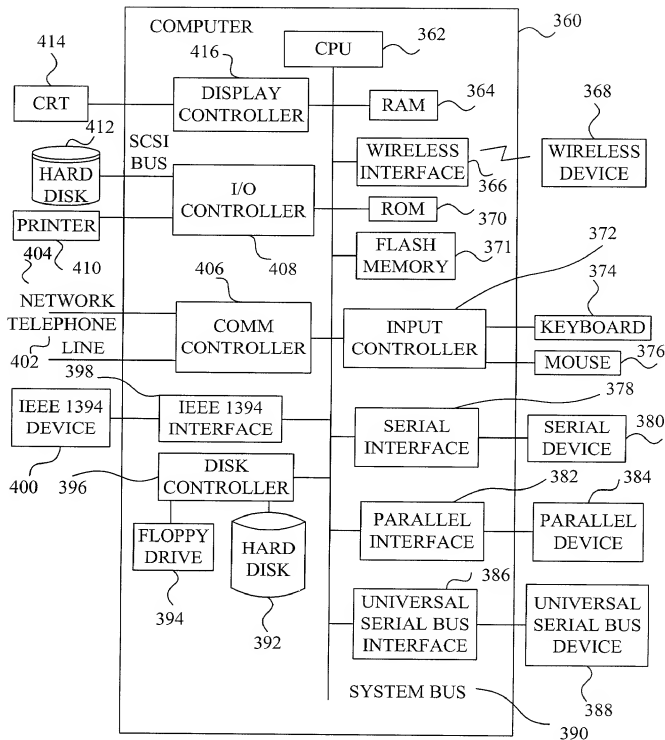 COMPUTER
360
414
416
CPU
362
CRT
DISPLAY
CONTROLLER
RAM
364
368
412
SCSI
BUS
HARD
DISK
WIRELESS
INTERFACE
366
WIRELESS
DEVICE
I/O
CONTROLLER
ROM
370
PRINTER
410
408
FLASH
MEMORY
371
372
374
404
406
NETWORK
TELEPHONE
LINE
402
COMM
CONTROLLER
INPUT
CONTROLLER
KEYBOARD
MOUSE
376
398
378
IEEE 1394
DEVICE
400
IEEE 1394
INTERFACE
SERIAL
INTERFACE
SERIAL
DEVICE
380
396
DISK
CONTROLLER
382
384
FLOPPY
DRIVE
394
HARD
DISK
392
PARALLEL
INTERFACE
PARALLEL
DEVICE
386
UNIVERSAL
SERIAL BUS
INTERFACE
UNIVERSAL
SERIAL BUS
DEVICE
388
SYSTEM BUS
390